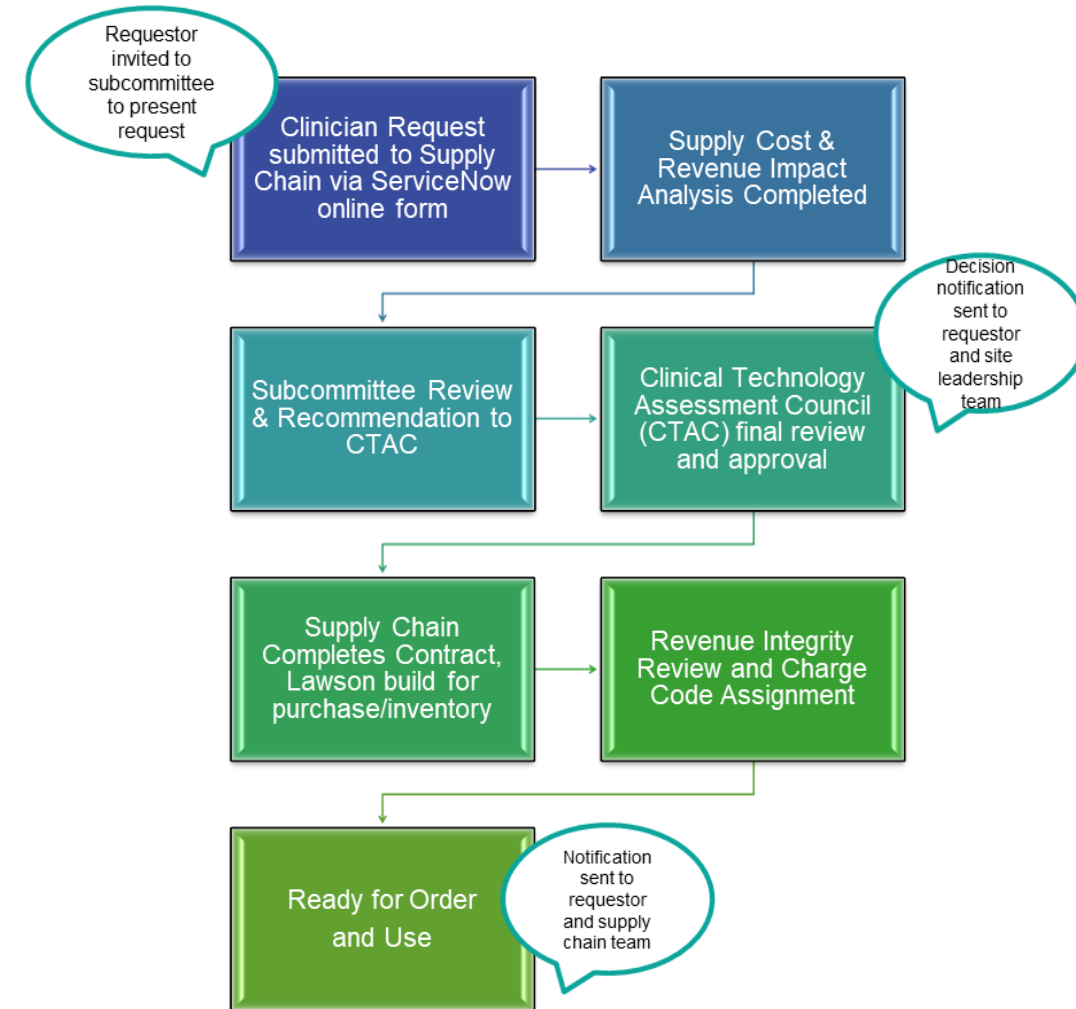 Requestor
invited to
subcommittee
to present
request
Clinician Request
submitted to Supply
Chain via ServiceNow
online form
Supply Cost &
Revenue Impact
Analysis Completed
Decision
notification
sent to
requestor
and site
leadership
team
Subcommittee Review
& Recommendation to
CTAC
Clinical Technology
Assessment Council
(CTAC) final review
and approval
Supply Chain
Completes Contract,
Lawson build for
purchase/inventory
Revenue Integrity
Review and Charge
Code Assignment
Ready for Order
and Use
Notification
sent to
requestor
and supply
chain team